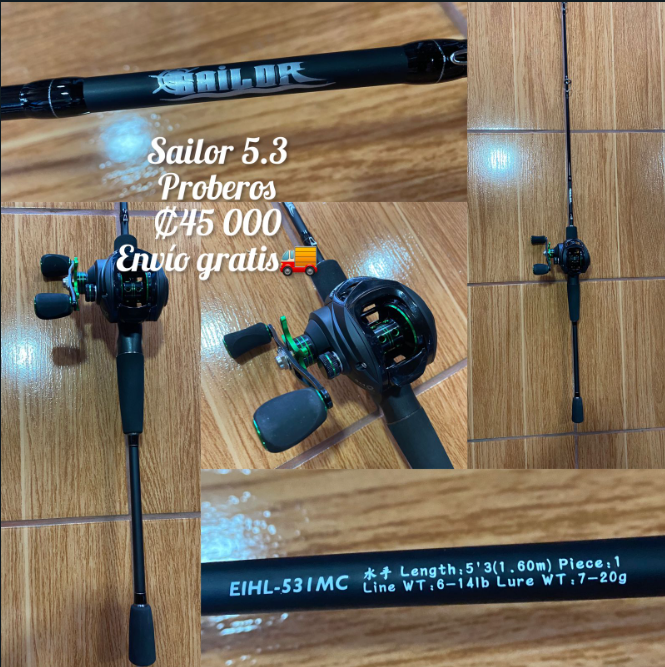 SAILOR
Sailor 5.3
Proberos
₡45 000
Envío gratis
EIHL-531MC
水手 Length:5'3(1.60m) Piece:1
Line WT:6-14lb Lure WT:7-20g